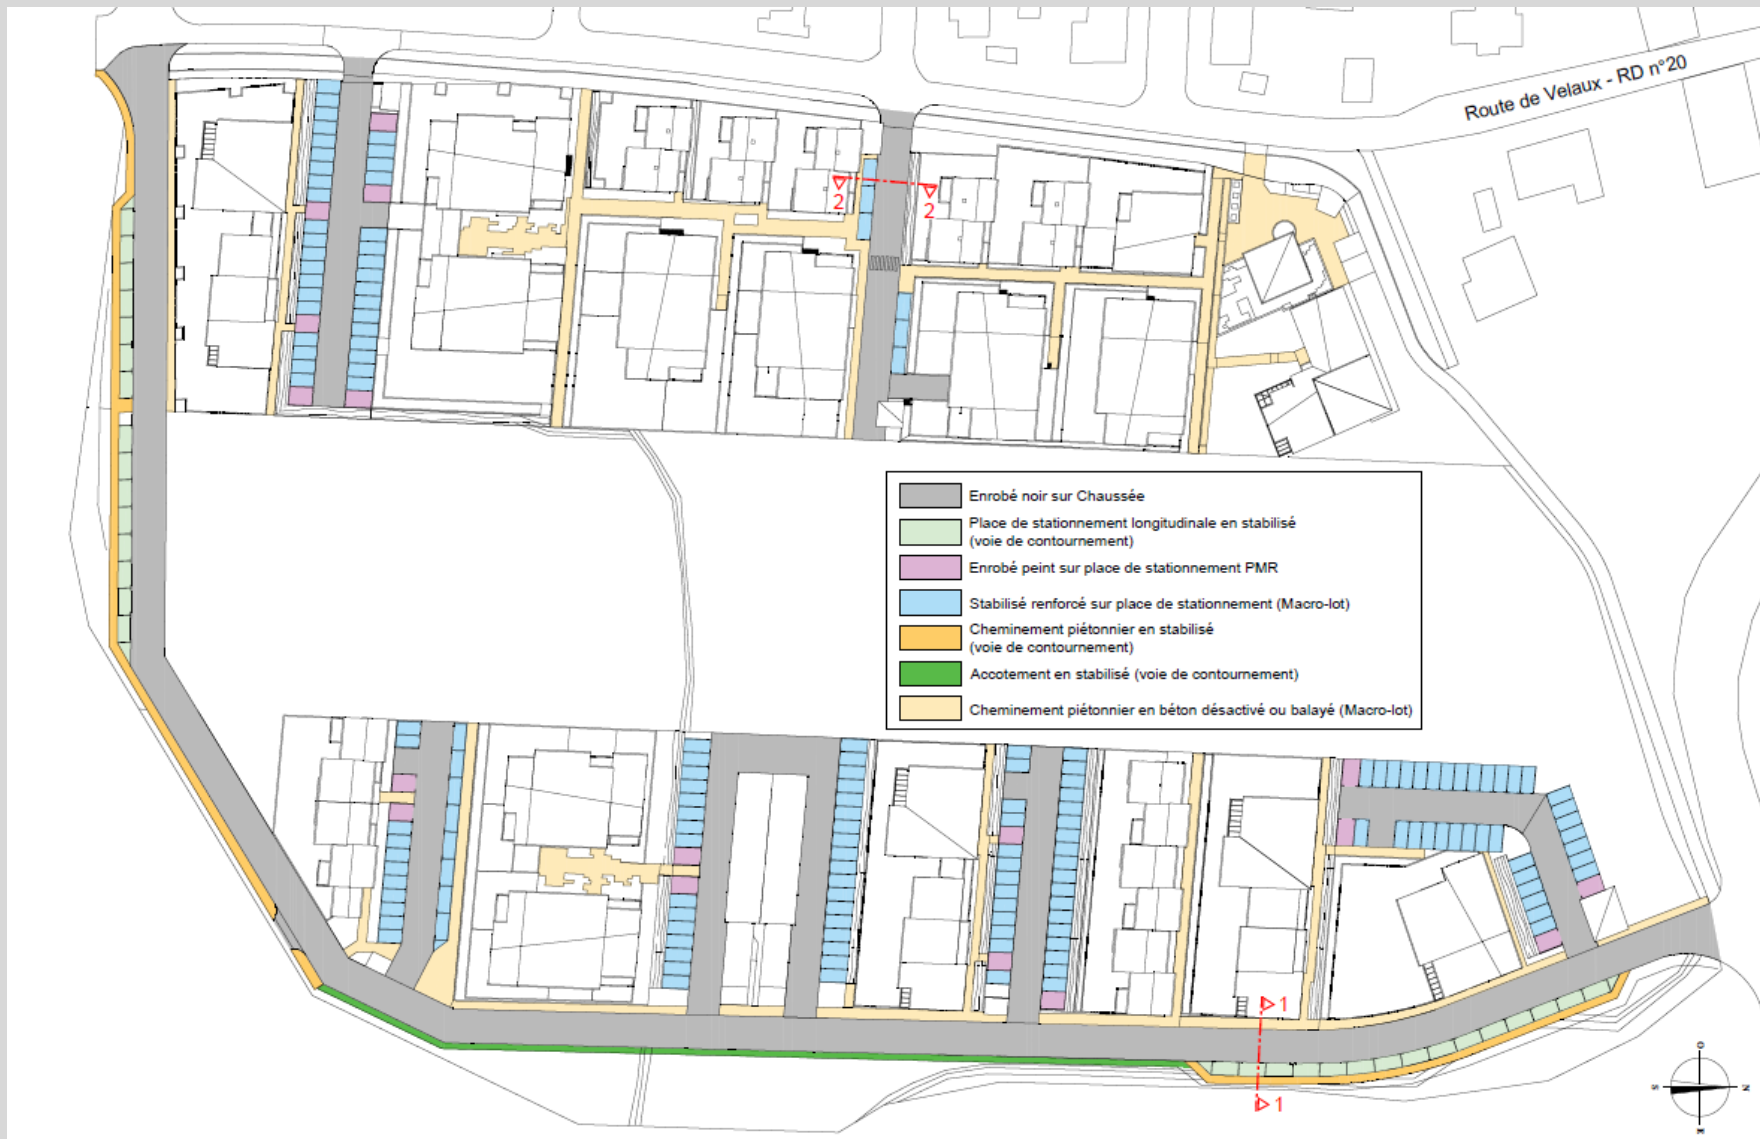 Route de Velaux - RD n°20
2
2
Enrobé noir sur Chaussée
Place de stationnement longitudinale en stabilisé
(voie de contournement)
Enrobé peint sur place de stationnement PMR
Stabilisé renforcé sur place de stationnement (Macro-lot)
Cheminement piétonnier en stabilisé
(voie de contournement)
Accotement en stabilisé (voie de contournement)
Cheminement piétonnier en béton désactivé ou balayé (Macro-lot)
1
1
O
S
N
E